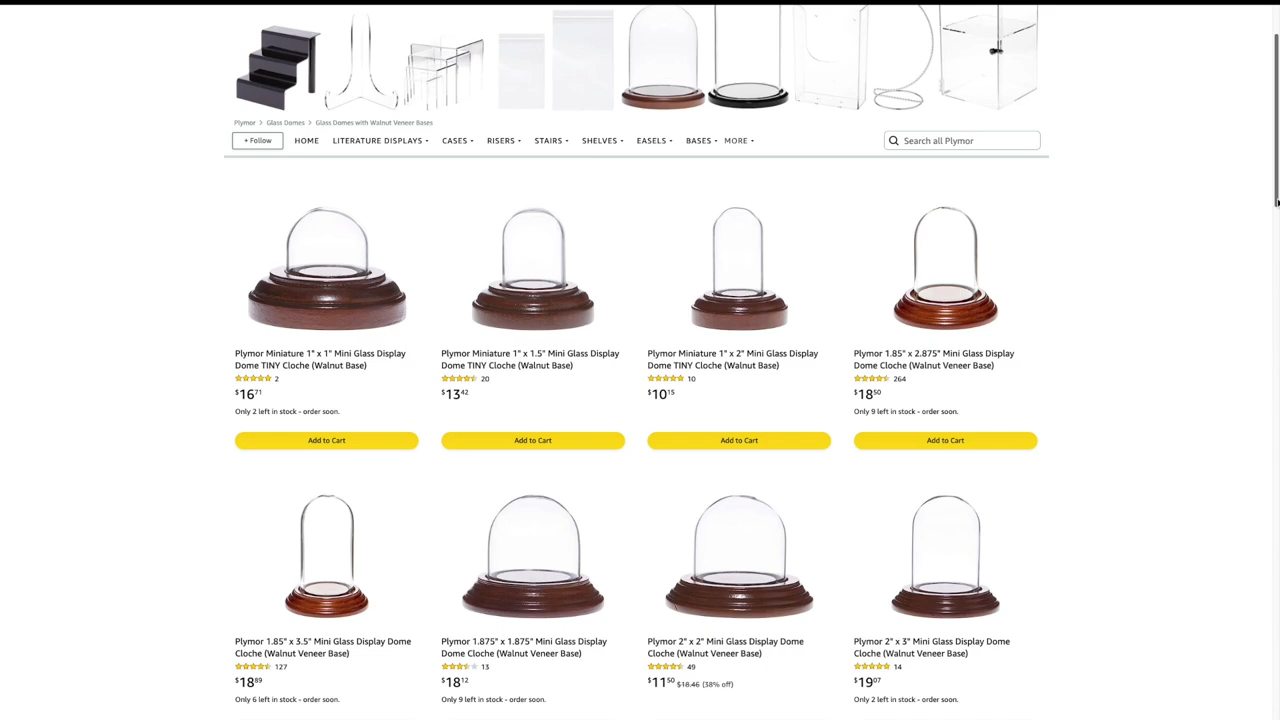 Plymor > Glass Domes > Glass Domes with Walnut Veneer Bases
+ Follow HOME LITERATURE DISPLAYS CASES RISERS STAIRS SHELVES EASELS BASES MORE Search all Plymor
Plymor Miniature 1" x 1" Mini Glass Display
Dome TINY Cloche (Walnut Base)
2
$16 71
Only 2 left in stock - order soon.
Add to Cart
Plymor Miniature 1" x 1.5" Mini Glass Display
Dome TINY Cloche (Walnut Base)
20
$13 42
Add to Cart
Plymor Miniature 1" x 2" Mini Glass Display
Dome TINY Cloche (Walnut Base)
10
$10 15
Add to Cart
Plymor 1.85" x 2.875" Mini Glass Display
Dome Cloche (Walnut Veneer Base)
264
$18 50
Only 9 left in stock - order soon.
Add to Cart
Plymor 1.85" x 3.5" Mini Glass Display Dome
Cloche (Walnut Veneer Base)
127
$18 89
Only 6 left in stock - order soon.
Plymor 1.875" x 1.875" Mini Glass Display
Dome Cloche (Walnut Veneer Base)
13
$18 12
Only 9 left in stock - order soon.
Plymor 2" x 2" Mini Glass Display Dome
Cloche (Walnut Veneer Base)
49
$11 50 $18.46 (38% off)
Plymor 2" x 3" Mini Glass Display Dome
Cloche (Walnut Veneer Base)
14
$19 07
Only 2 left in stock - order soon.